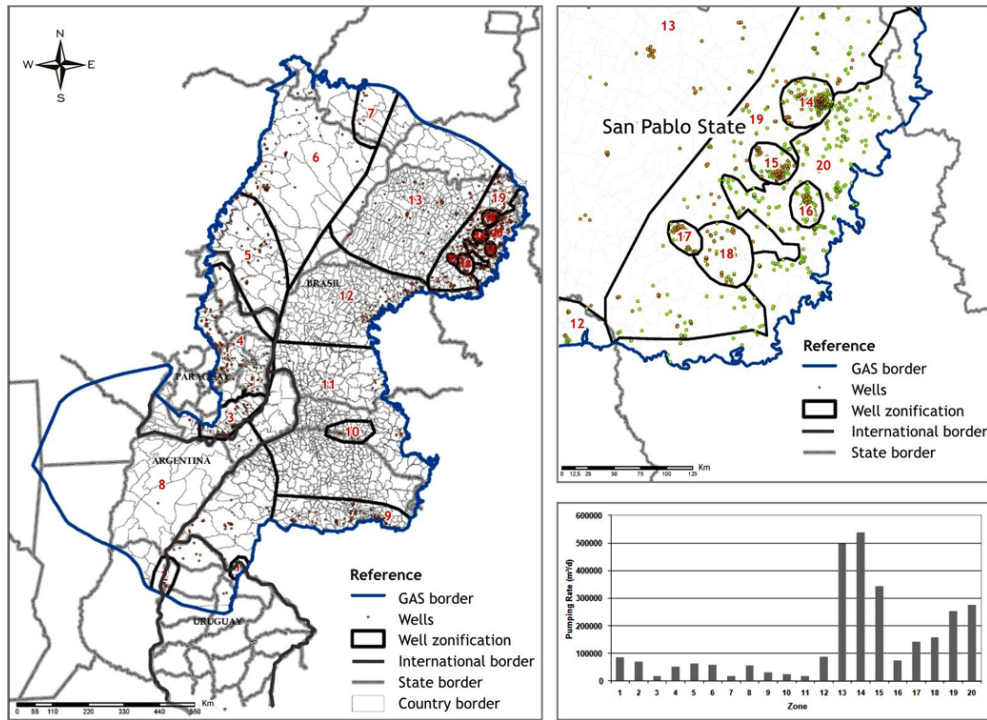 N
W E
S
7
6
13
19
5
BRASIL
12
4
PARAGUAY
11
3
10
ARGENTINA
8
9
URUGUAY
Reference
GAS border
Wells
Well zonification
International border
State border
Country border
0 55 110 220 330 440 550
Km
13
14
19
San Pablo State
15
20
16
17
18
12
Reference
GAS border
Wells
Well zonification
International border
State border
0 12.5 25 50 75 100 125
Km
600000
500000
400000
300000
200000
100000
0
Pumping Rate (m³/d)
1 2 3 4 5 6 7 8 9 10 11 12 13 14 15 16 17 18 19 20
Zone